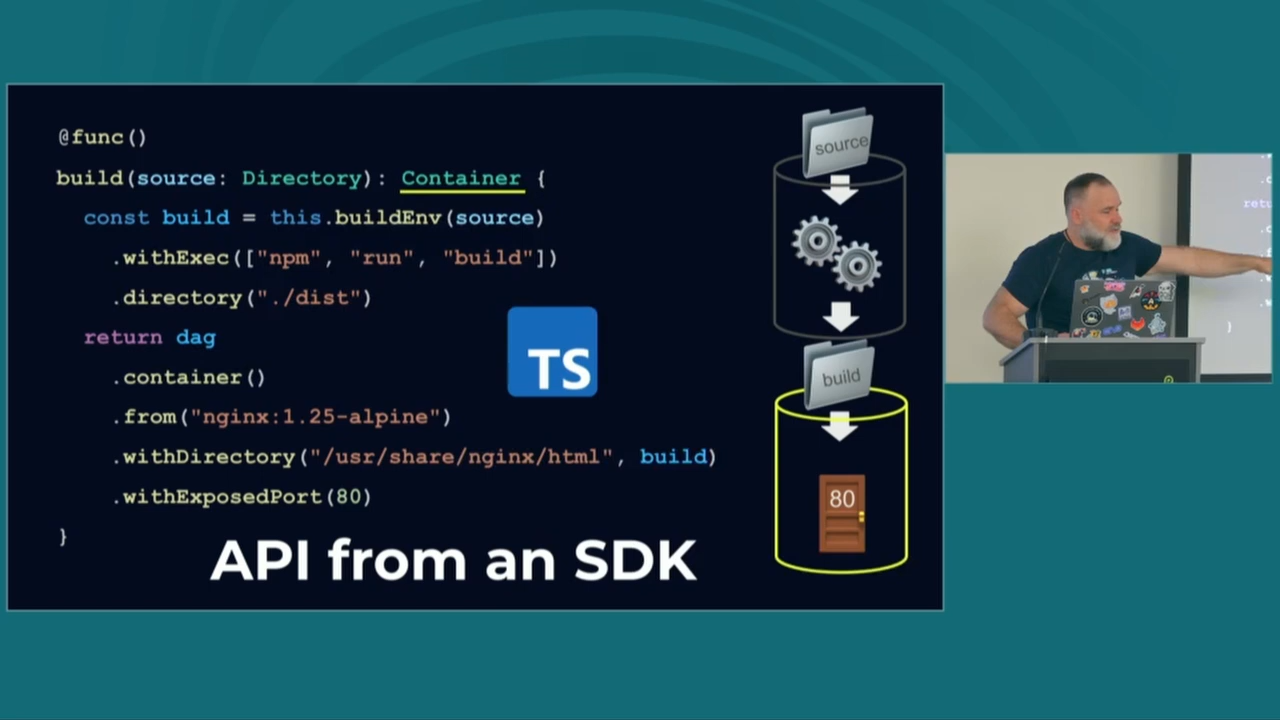 @func()
build(source: Directory): Container {
const build = this.buildEnv(source)
.withExec(["npm", "run", "build"])
.directory("./dist")
return dag
.container()
.from("nginx:1.25-alpine")
.withDirectory("/usr/share/nginx/html", build)
.withExposedPort(80)
}
TS
API from an SDK
source
build
80
retu
}